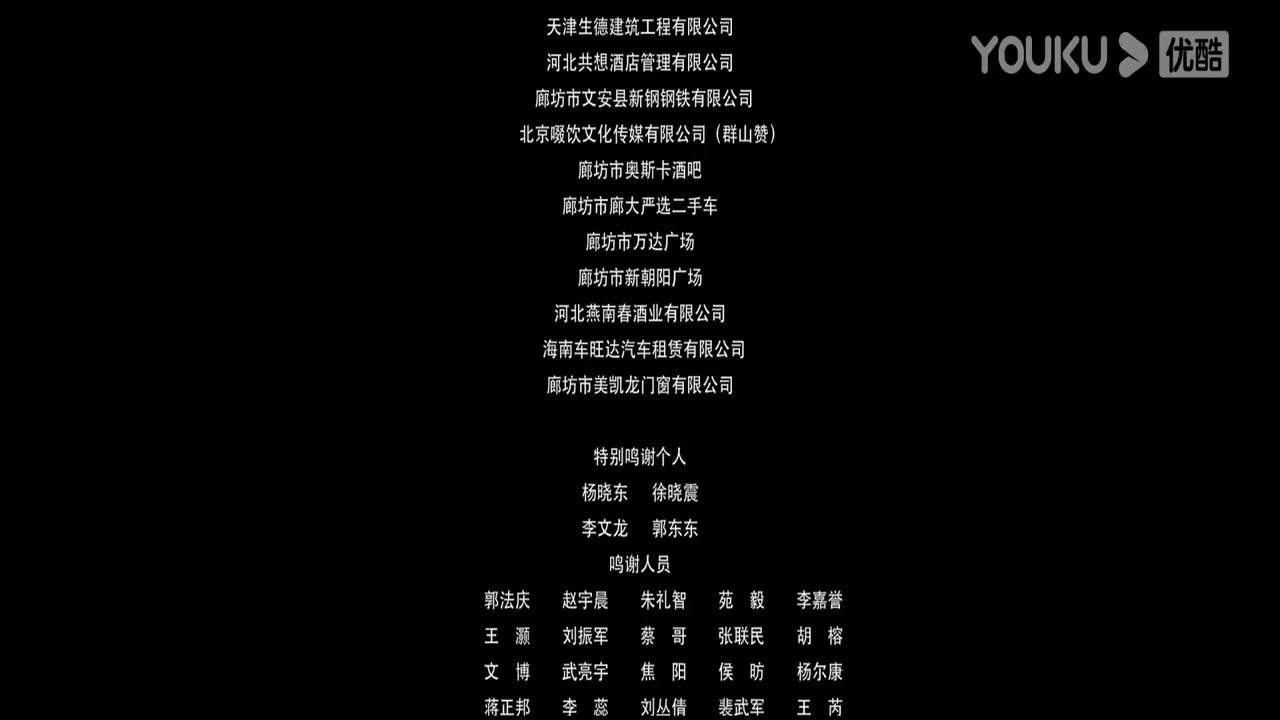 天津生德建筑工程有限公司
YOUKU 优酷
河北共想酒店管理有限公司
廊坊市文安县新钢钢铁有限公司
北京啜饮文化传媒有限公司（群山赞）
廊坊市奥斯卡酒吧
廊坊市廊大严选二手车
廊坊市万达广场
廊坊市新朝阳广场
河北燕南春酒业有限公司
海南车旺达汽车租赁有限公司
廊坊市美凯龙门窗有限公司
特别鸣谢个人
杨晓东 徐晓震
李文龙 郭东东
鸣谢人员
郭法庆 赵宇晨 朱礼智 苑 毅 李嘉誉
王 灏 刘振军 蔡 哥 张联民 胡 榕
文 博 武亮宇 焦 阳 侯 昉 杨尔康
蒋正邦 李 蕊 刘丛倩 裴武军 王 芮